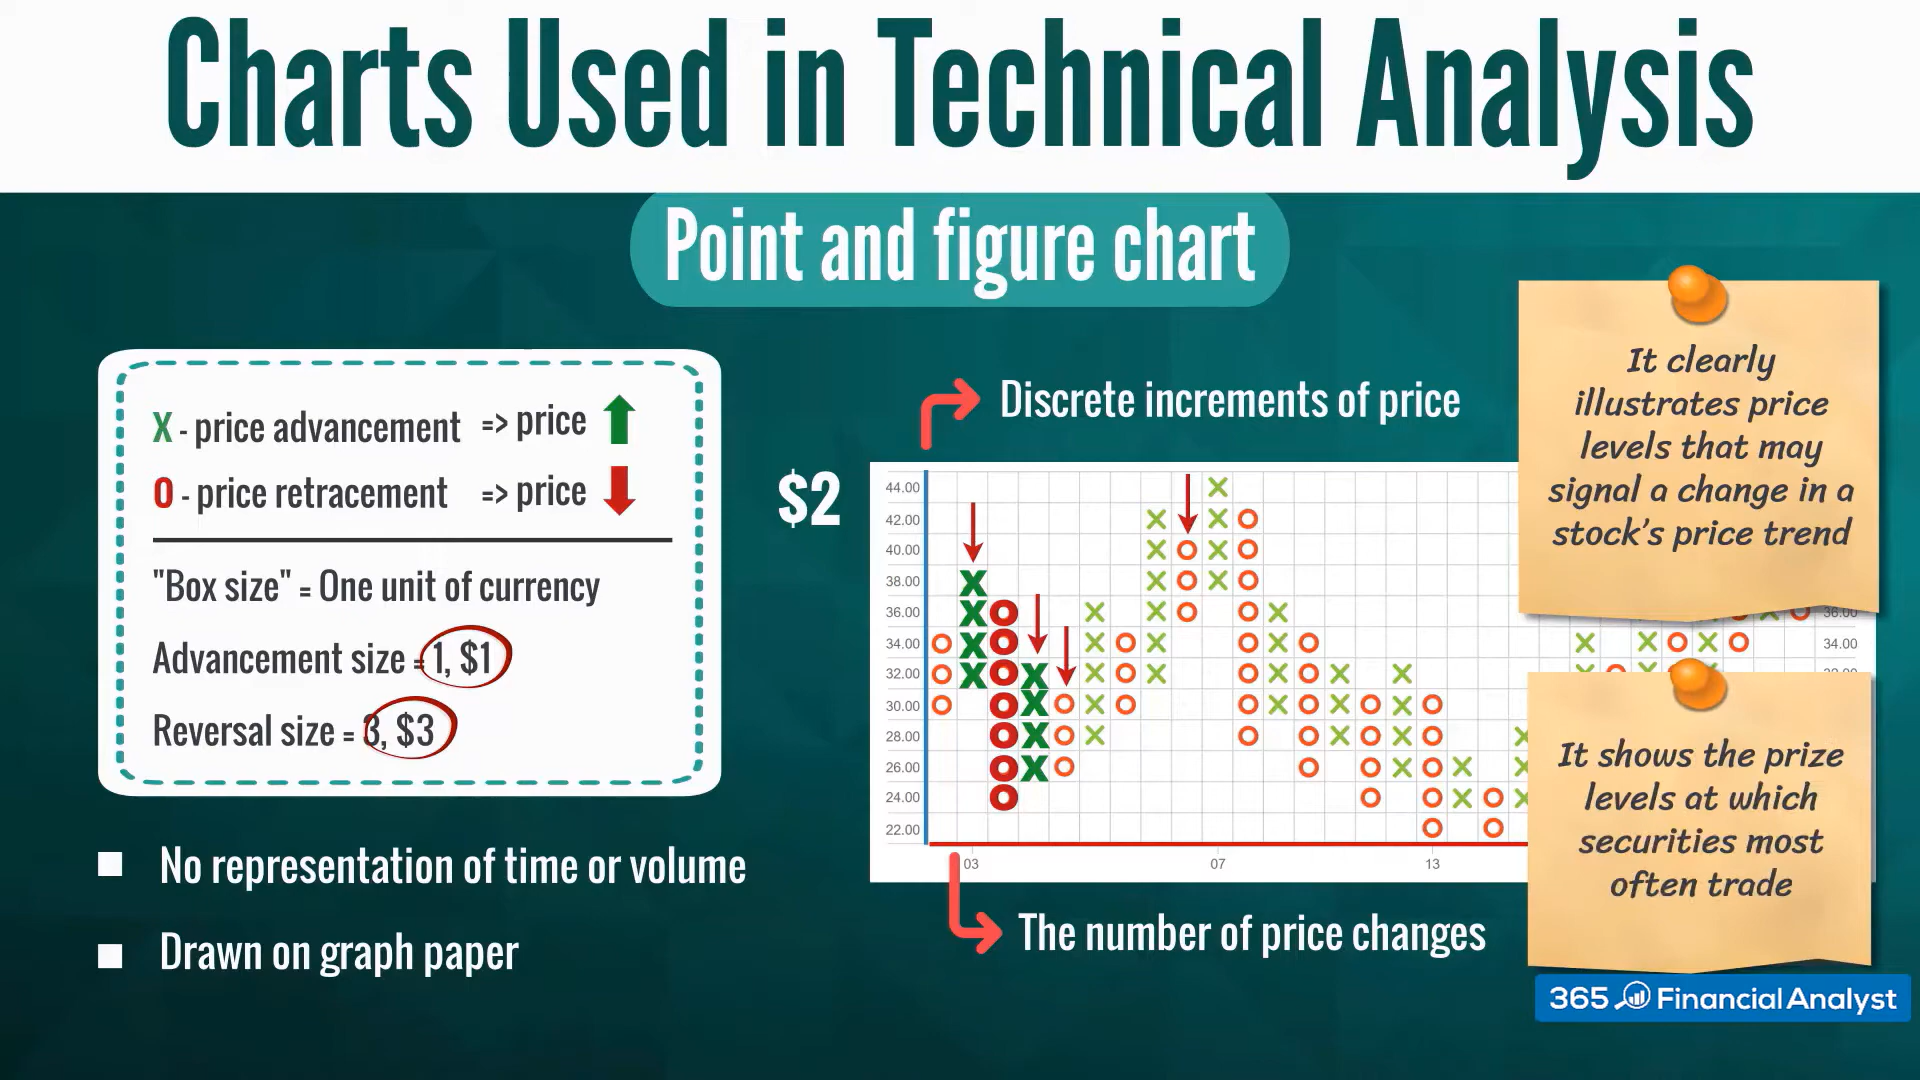 Charts Used in Technical Analysis
Point and figure chart
X - price advancement => price
O - price retracement => price
"Box size" = One unit of currency
Advancement size = 1, $1
Reversal size = 3, $3
No representation of time or volume
Drawn on graph paper
Discrete increments of price
$2
44.00
42.00
40.00
38.00
36.00
34.00
32.00
30.00
28.00
26.00
24.00
22.00
03
07
13
36.00
34.00
The number of price changes
It clearly
illustrates price
levels that may
signal a change in a
stock's price trend
It shows the prize
levels at which
securities most
often trade
365 Financial Analyst